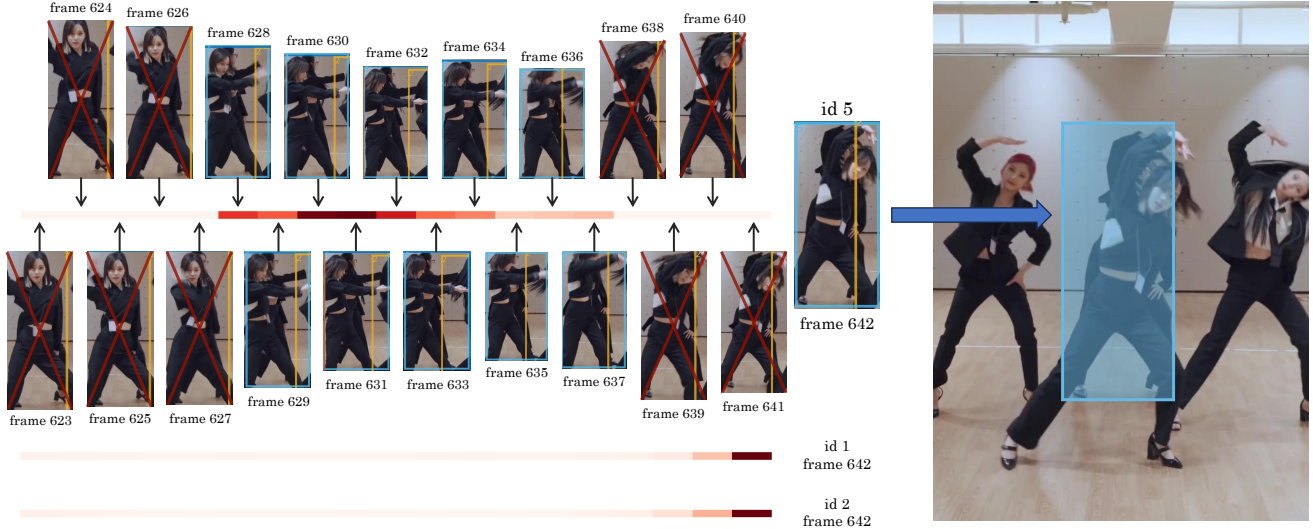 frame 624
frame 626
frame 628
frame 630
frame 632
frame 634
frame 636
frame 638
frame 640
id 5
frame 642
frame 623
frame 625
frame 627
frame 629
frame 631
frame 633
frame 635
frame 637
frame 639
frame 641
id 1
frame 642
id 2
frame 642